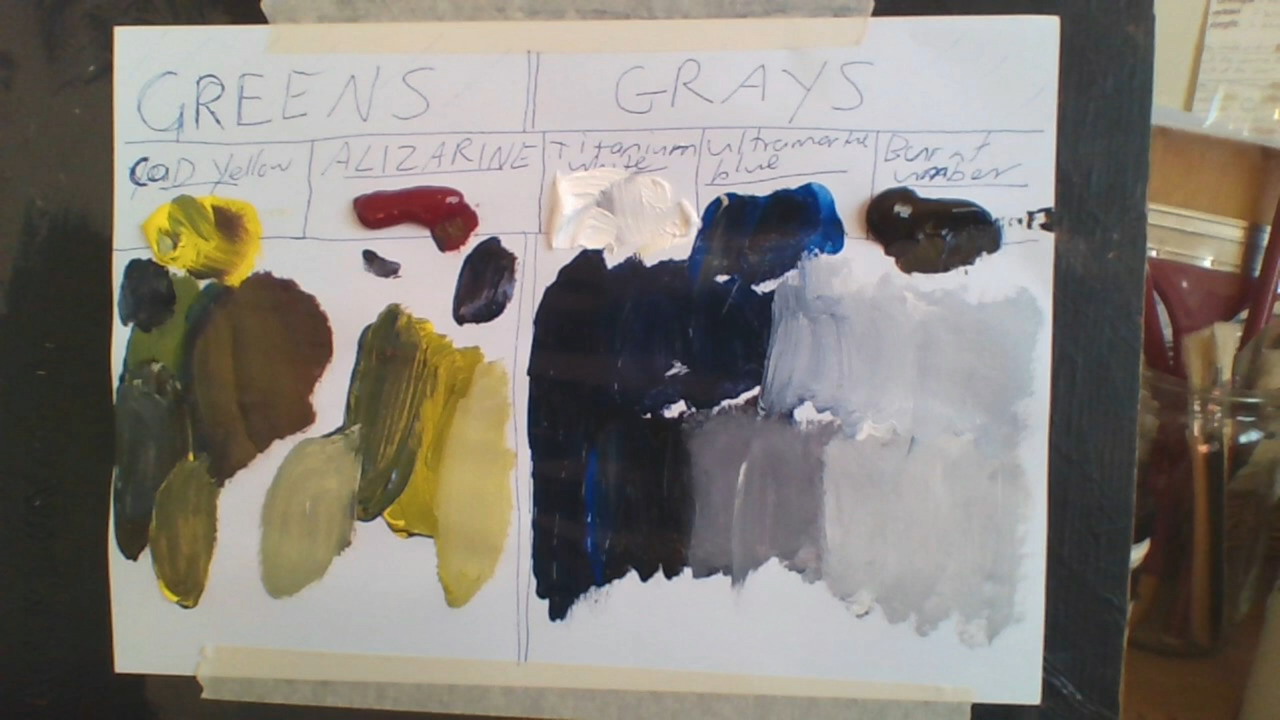 GREENS
GRAYS
CAD Yellow
ALIZARINE
Titanium
white
ultramarine
blue
Burnt
umber